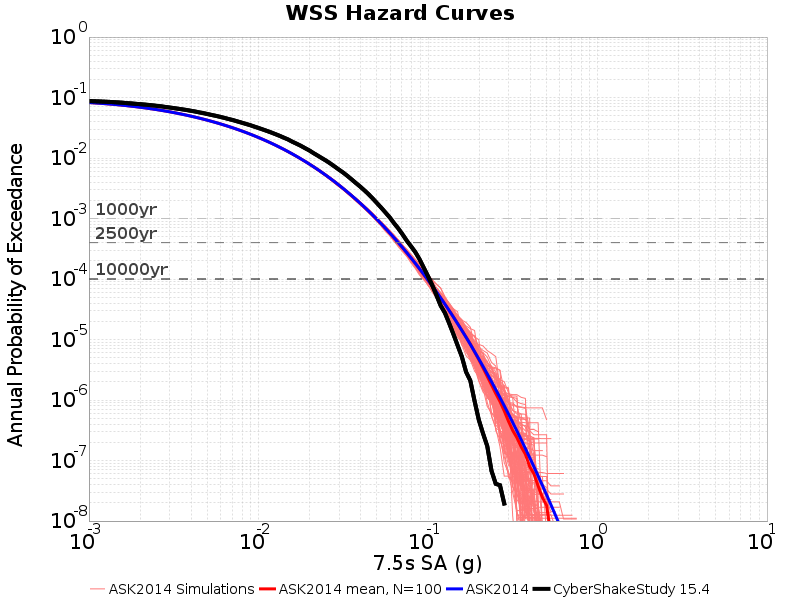 WSS Hazard Curves
10^0
10^-1
10^-2
10^-3
10^-4
10^-5
10^-6
10^-7
10^-8
Annual Probability of Exceedance
1000yr
2500yr
10000yr
10^-3 10^-2 10^-1 10^0 10^1
7.5s SA (g)
ASK2014 Simulations ASK2014 mean, N=100 ASK2014 CyberShakeStudy 15.4